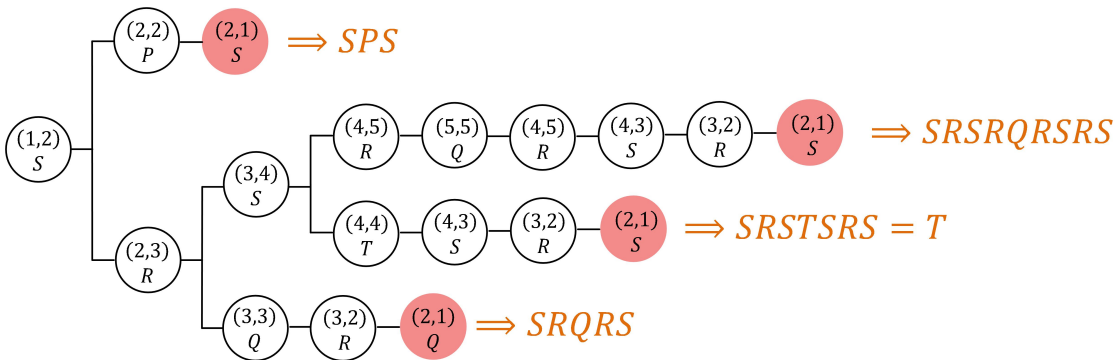 (2,2)
P
(2,1)
S
⟹ SPS
(1,2)
S
(4,5)
R
(5,5)
Q
(4,5)
R
(4,3)
S
(3,2)
R
(2,1)
S
⟹ SRSRQRSRS
(3,4)
S
(4,4)
T
(4,3)
S
(3,2)
R
(2,1)
S
⟹ SRSTSRS = T
(2,3)
R
(3,3)
Q
(3,2)
R
(2,1)
Q
⟹ SRQRS